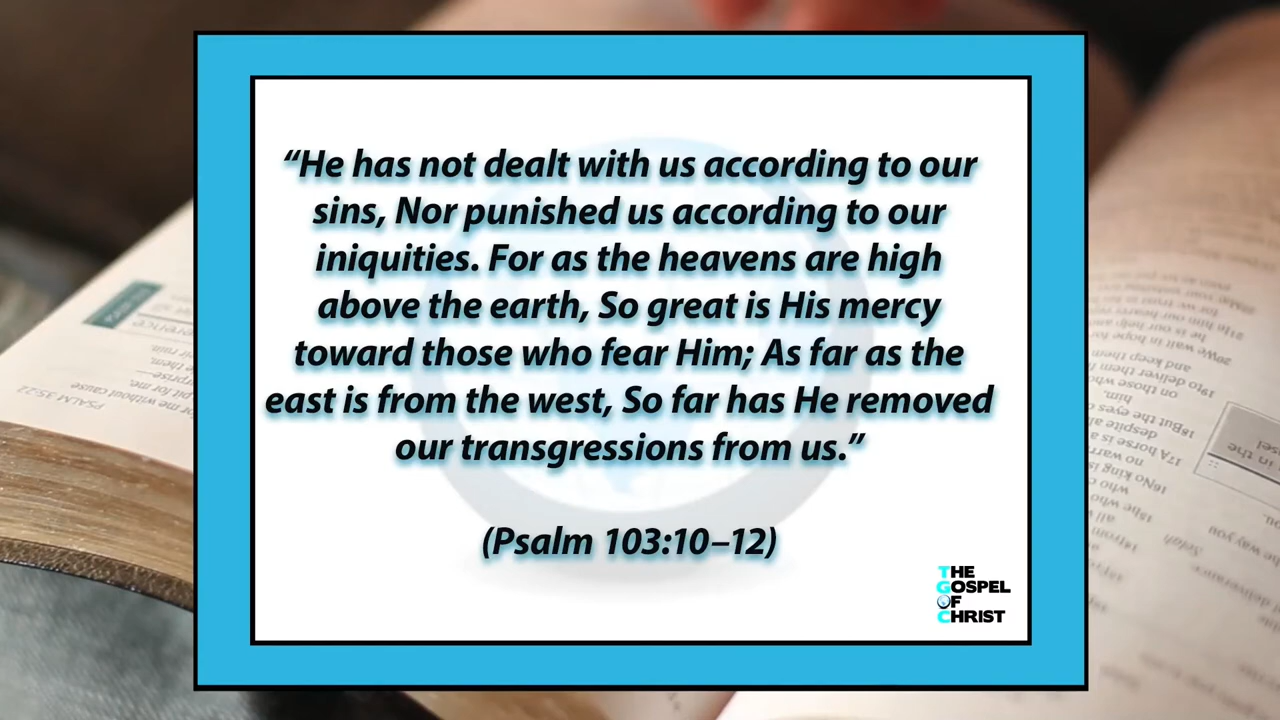 “He has not dealt with us according to our
sins, Nor punished us according to our
iniquities. For as the heavens are high
above the earth, So great is His mercy
toward those who fear Him; As far as the
east is from the west, So far has He removed
our transgressions from us.”
(Psalm 103:10–12)
THE
GOSPEL
OF
CHRIST
PSALM 35:22